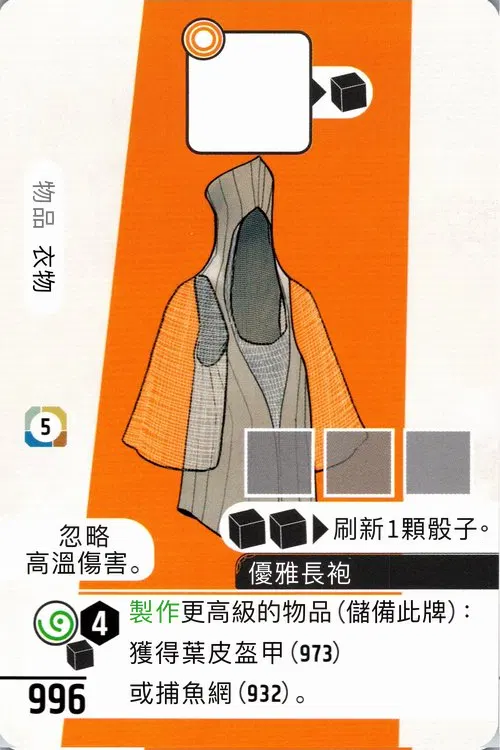 物品 衣物
5
忽略
高溫傷害。
刷新1顆骰子。
優雅長袍
4
製作更高級的物品(儲備此牌):
獲得葉皮盔甲(973)
或捕魚網(932)。
996